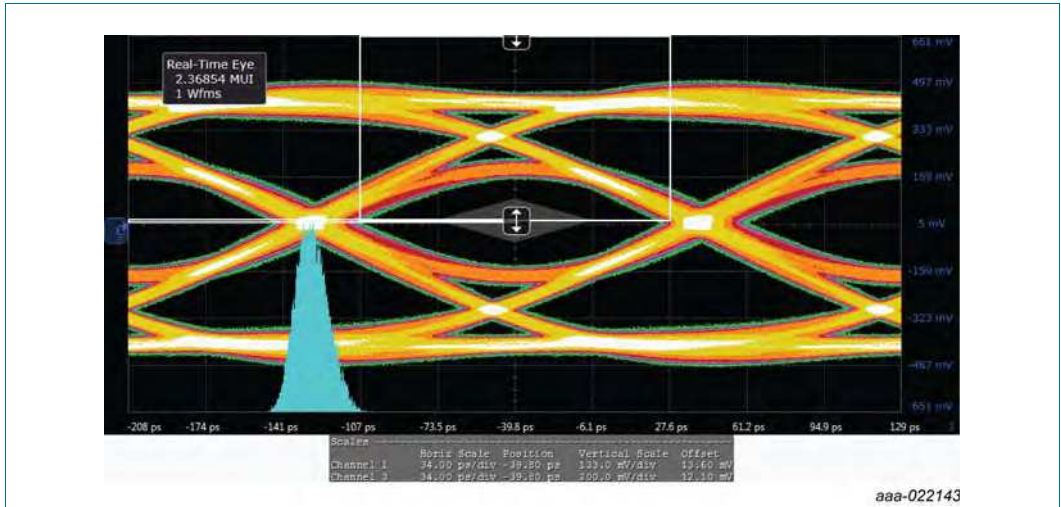 661 mV
Real-Time Eye
2.36854 MUI
1 Wfms
497 mV
333 mV
169 mV
5 mV
-159 mV
-323 mV
-487 mV
-651 mV
-208 ps -174 ps -141 ps -107 ps -73.5 ps -39.8 ps -6.1 ps 27.6 ps 61.2 ps 94.9 ps 129 ps
Scales
Horiz Scale Position Vertical Scale Offset
Channel 1 34.00 ps/div -39.80 ps 133.0 mV/div 13.60 mV
Channel 3 34.00 ps/div -39.80 ps 200.0 mV/div 12.10 mV
aaa-022143